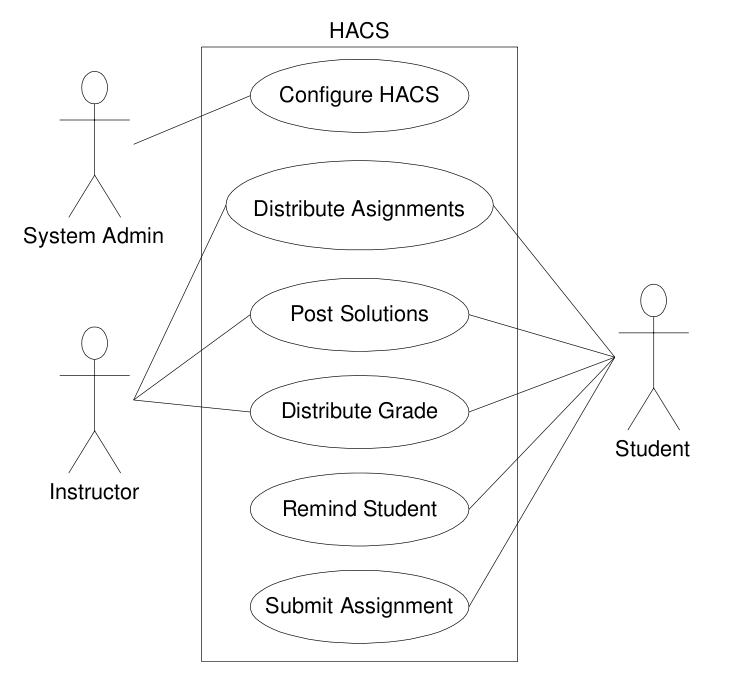 HACS
Configure HACS
System Admin
Distribute Asignments
Post Solutions
Distribute Grade
Student
Instructor
Remind Student
Submit Assignment